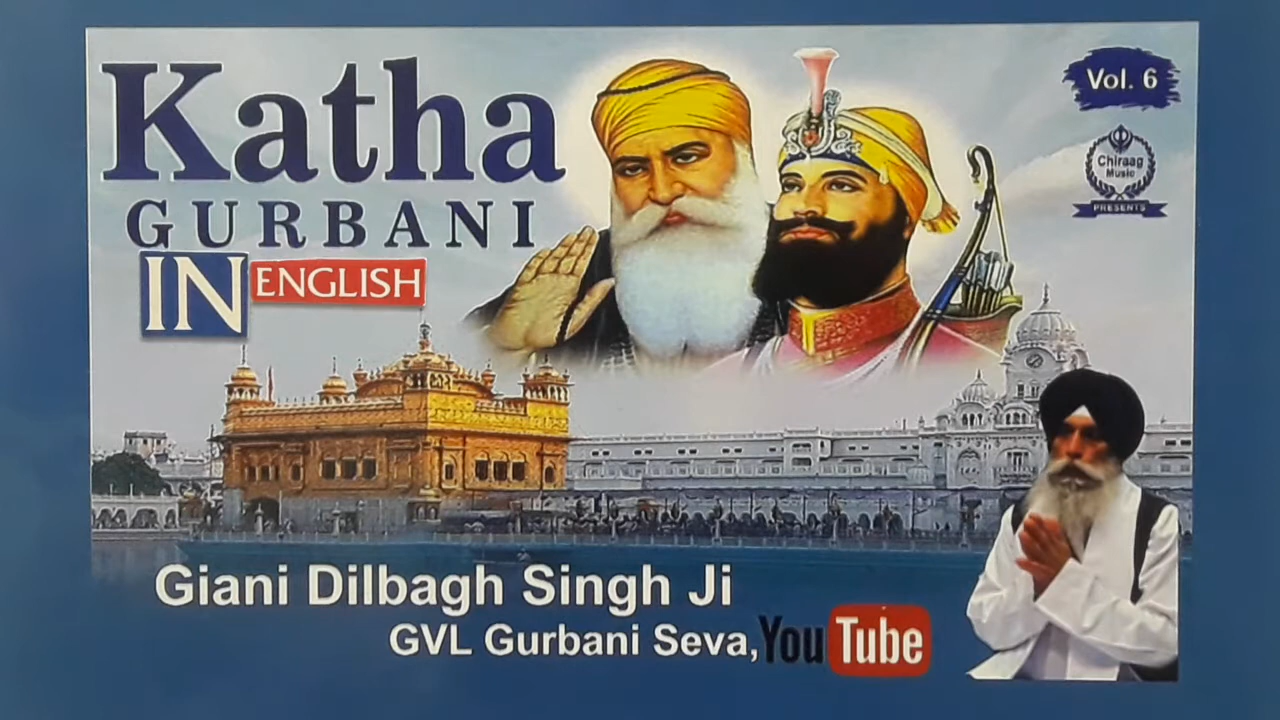 Katha
GURBANI
IN ENGLISH
Vol. 6
Chiraag
Music
PRESENTS
Giani Dilbagh Singh Ji
GVL Gurbani Seva, YouTube